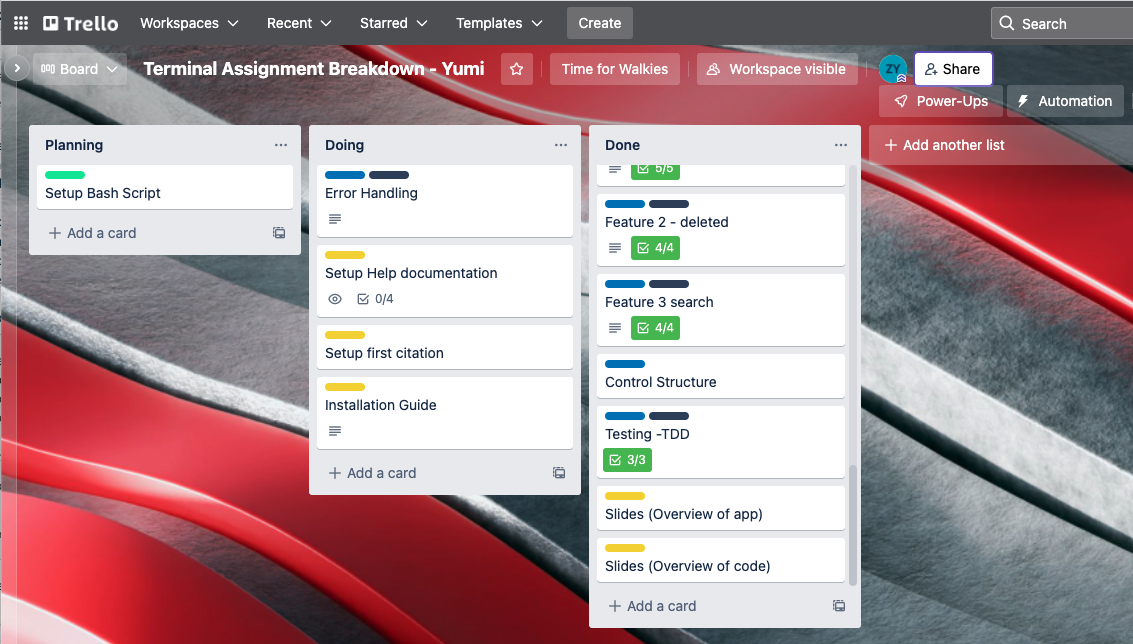 Trello
Workspaces
Recent
Starred
Templates
Create
Search
Board
Terminal Assignment Breakdown - Yumi
Time for Walkies
Workspace visible
ZY
Share
Power-Ups
Automation
Planning
Setup Bash Script
Add a card
Doing
Error Handling
Setup Help documentation
0/4
Setup first citation
Installation Guide
Add a card
Done
5/5
Feature 2 - deleted
4/4
Feature 3 search
4/4
Control Structure
Testing -TDD
3/3
Slides (Overview of app)
Slides (Overview of code)
Add a card
Add another list